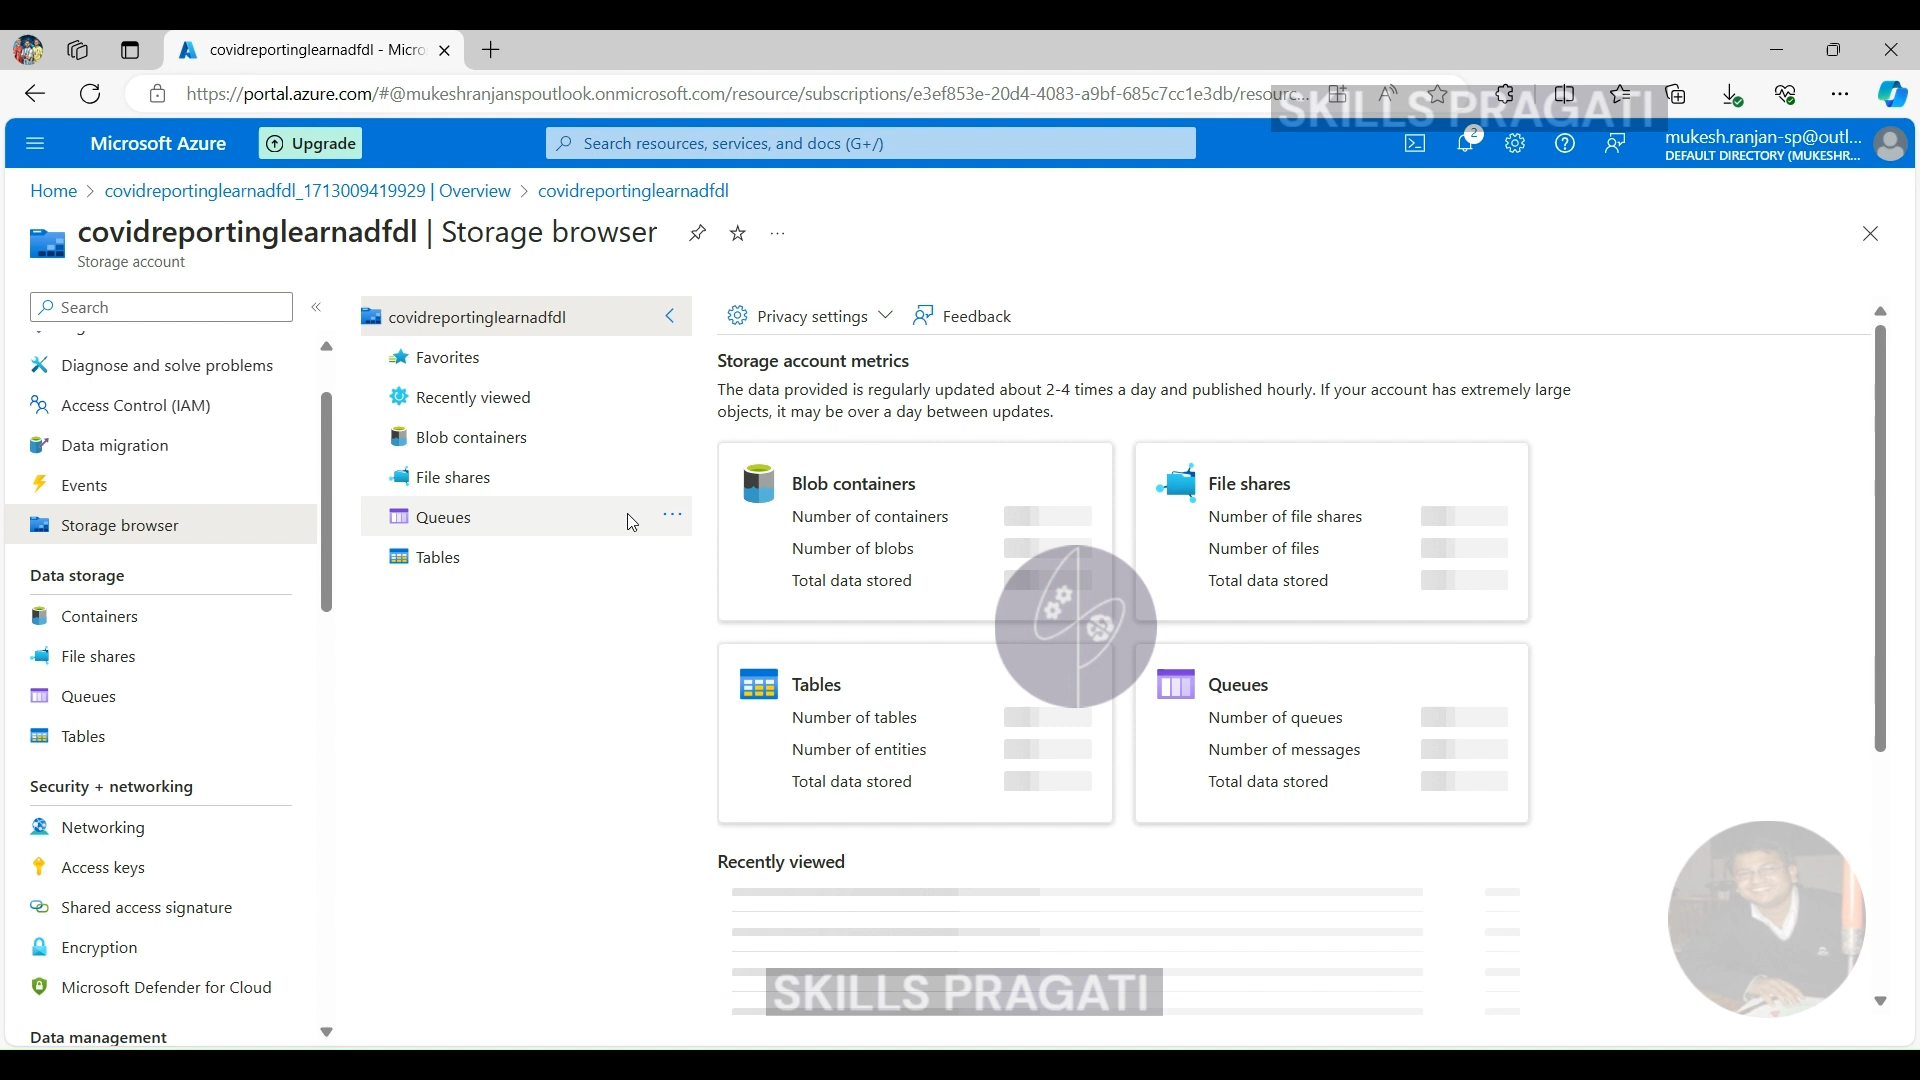 covidreportinglearnadfdl - Micro
https://portal.azure.com/#@mukeshranjanspoutlook.onmicrosoft.com/resource/subscriptions/e3ef853e-20d4-4083-a9bf-685c7cc1e3db/resourc...
SKILLS PRAGATI
Microsoft Azure
Upgrade
Search resources, services, and docs (G+/)
2
mukesh.ranjan-sp@outl...
DEFAULT DIRECTORY (MUKESHR...
Home > covidreportinglearnadfdl_1713009419929 | Overview > covidreportinglearnadfdl
covidreportinglearnadfdl | Storage browser
Storage account
Search
Diagnose and solve problems
Access Control (IAM)
Data migration
Events
Storage browser
Data storage
Containers
File shares
Queues
Tables
Security + networking
Networking
Access keys
Shared access signature
Encryption
Microsoft Defender for Cloud
Data management
covidreportinglearnadfdl
Favorites
Recently viewed
Blob containers
File shares
Queues
Tables
Privacy settings
Feedback
Storage account metrics
The data provided is regularly updated about 2-4 times a day and published hourly. If your account has extremely large
objects, it may be over a day between updates.
Blob containers
Number of containers
Number of blobs
Total data stored
File shares
Number of file shares
Number of files
Total data stored
Tables
Number of tables
Number of entities
Total data stored
Queues
Number of queues
Number of messages
Total data stored
Recently viewed
SKILLS PRAGATI